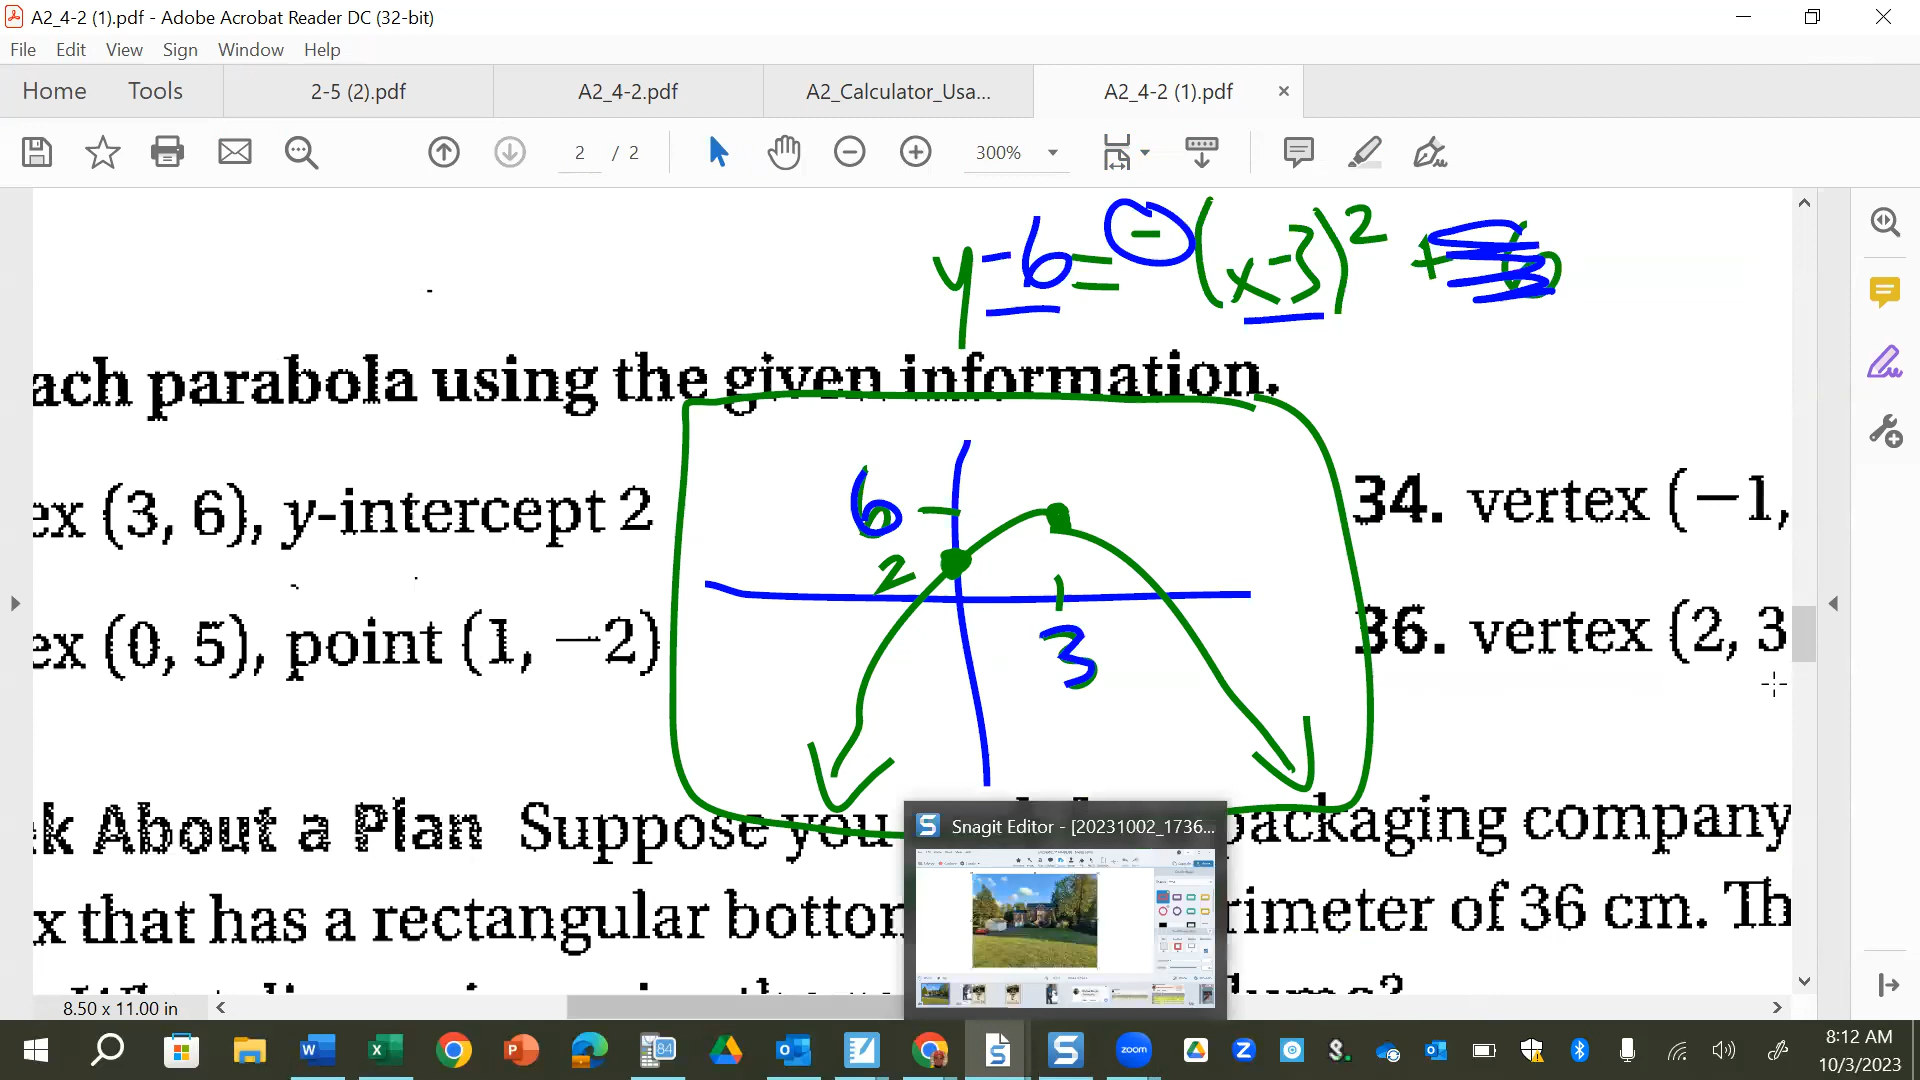 A2_4-2 (1).pdf - Adobe Acrobat Reader DC (32-bit)
File Edit View Sign Window Help
Home Tools 2-5 (2).pdf A2_4-2.pdf A2_Calculator_Usa... A2_4-2 (1).pdf
2 / 2 300%
y - 6 = - (x-3)² +
ach parabola using the given information.
ex (3, 6), y-intercept 2
6
2
3
34. vertex (−1,
ex (0, 5), point (1, −2)
36. vertex (2, 3
k About a Plan Suppose you packaging company
Snagit Editor - [20231002_1736...
x that has a rectangular bottom rimeter of 36 cm. Th
8.50 x 11.00 in
84
zoom
8:12 AM
10/3/2023